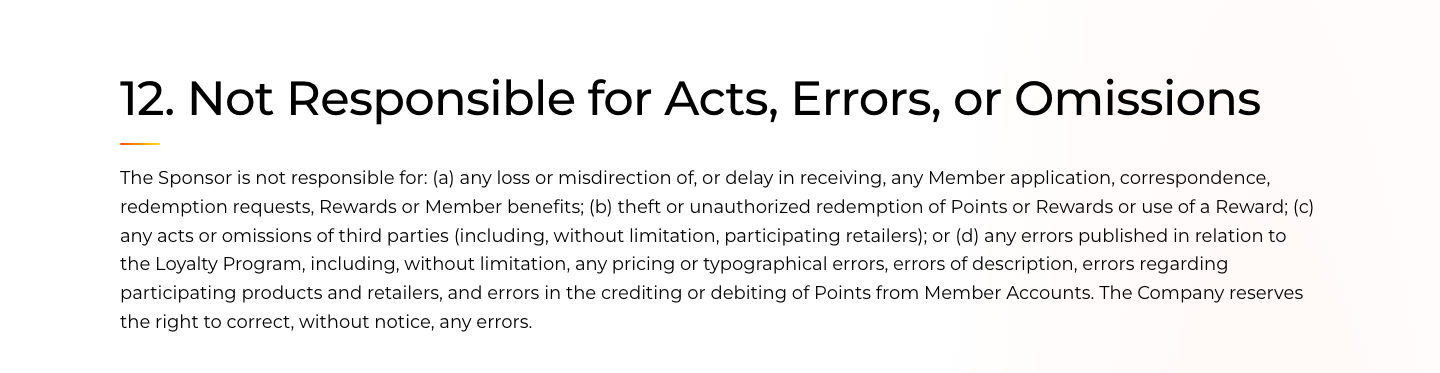 12. Not Responsible for Acts, Errors, or Omissions
The Sponsor is not responsible for: (a) any loss or misdirection of, or delay in receiving, any Member application, correspondence,
redemption requests, Rewards or Member benefits; (b) theft or unauthorized redemption of Points or Rewards or use of a Reward; (c)
any acts or omissions of third parties (including, without limitation, participating retailers); or (d) any errors published in relation to
the Loyalty Program, including, without limitation, any pricing or typographical errors, errors of description, errors regarding
participating products and retailers, and errors in the crediting or debiting of Points from Member Accounts. The Company reserves
the right to correct, without notice, any errors.